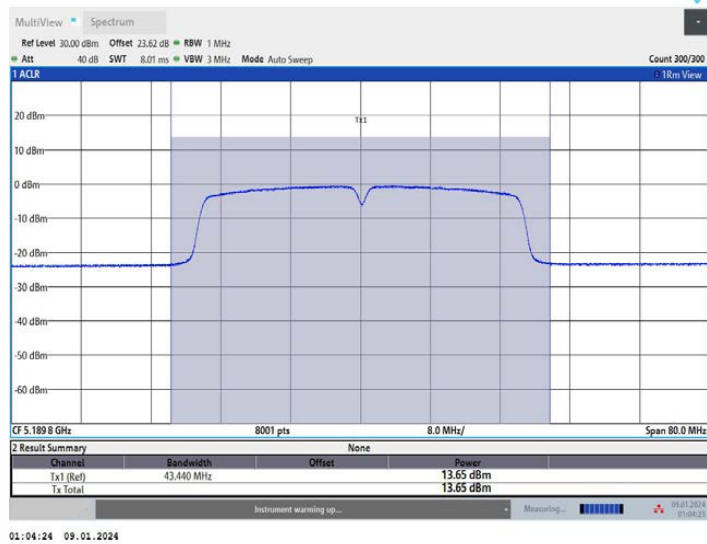 MultiView Spectrum
Ref Level 30.00 dBm Offset 23.62 dB RBW 1 MHz
Att 40 dB SWT 8.01 ms VBW 3 MHz Mode Auto Sweep Count 300/300
1 ACLR 1Rm View
Tx1
20 dBm
10 dBm
0 dBm
-10 dBm
-20 dBm
-30 dBm
-40 dBm
-50 dBm
-60 dBm
CF 5.1898 GHz 8001 pts 8.0 MHz/ Span 80.0 MHz
2 Result Summary None
Channel Bandwidth Offset Power
Tx1 (Ref) 43.440 MHz 13.65 dBm
Tx Total 13.65 dBm
Instrument warming up... Measuring... 09.01.2024
01:04:23
01:04:24 09.01.2024